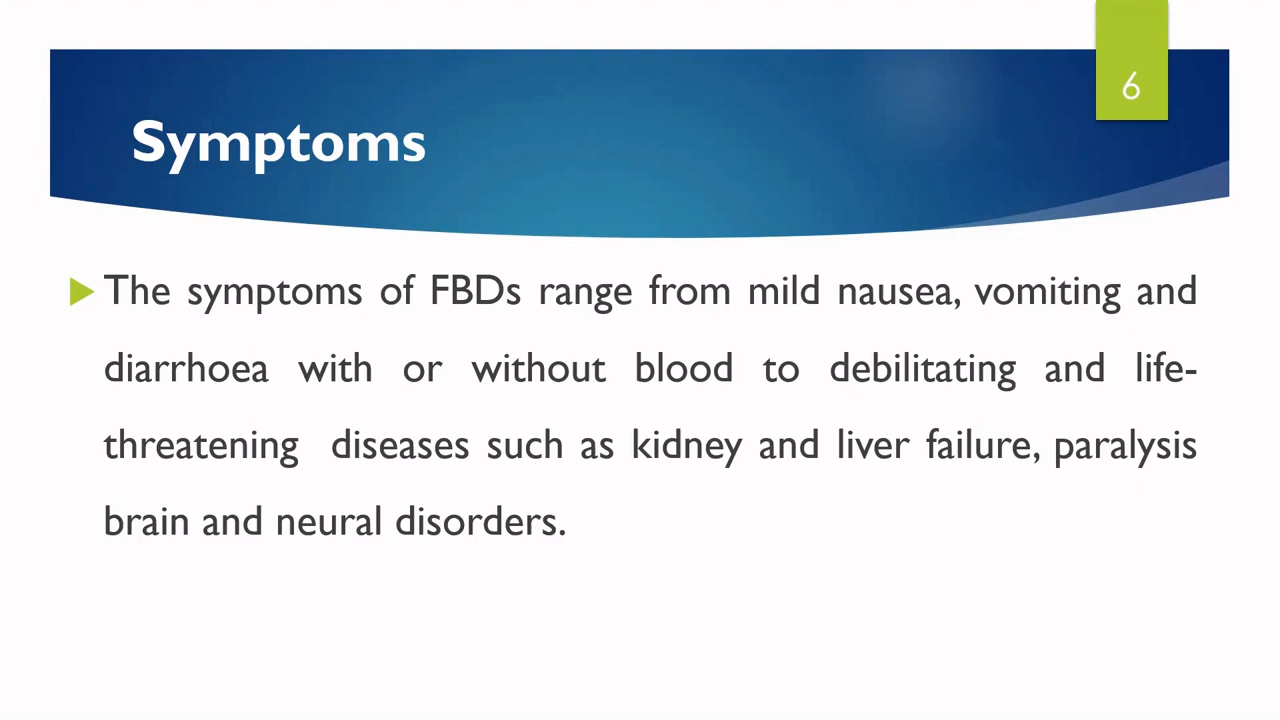 6
Symptoms
The symptoms of FBDs range from mild nausea, vomiting and
diarrhoea with or without blood to debilitating and life-
threatening diseases such as kidney and liver failure, paralysis
brain and neural disorders.